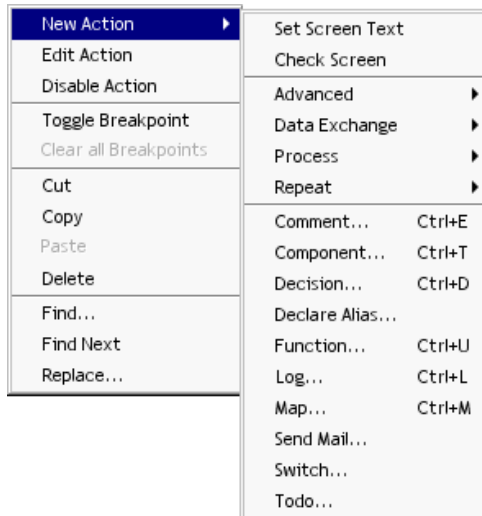 New Action
Edit Action
Disable Action
Toggle Breakpoint
Clear all Breakpoints
Cut
Copy
Paste
Delete
Find...
Find Next
Replace...
Set Screen Text
Check Screen
Advanced
Data Exchange
Process
Repeat
Comment... Ctrl+E
Component... Ctrl+T
Decision... Ctrl+D
Declare Alias...
Function... Ctrl+U
Log... Ctrl+L
Map... Ctrl+M
Send Mail...
Switch...
Todo...